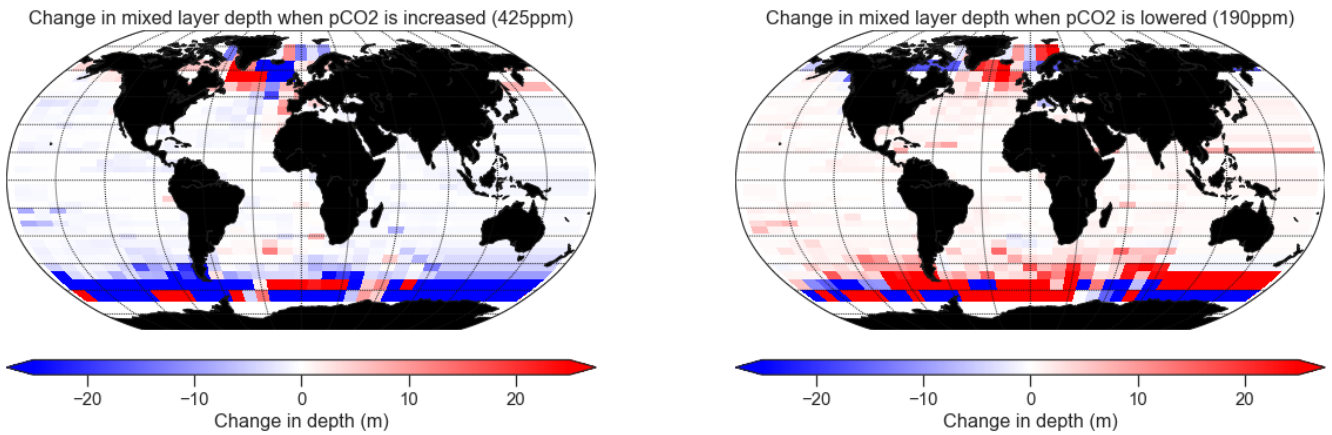 Change in mixed layer depth when pCO2 is increased (425ppm)
−20 −10 0 10 20
Change in depth (m)
Change in mixed layer depth when pCO2 is lowered (190ppm)
−20 −10 0 10 20
Change in depth (m)